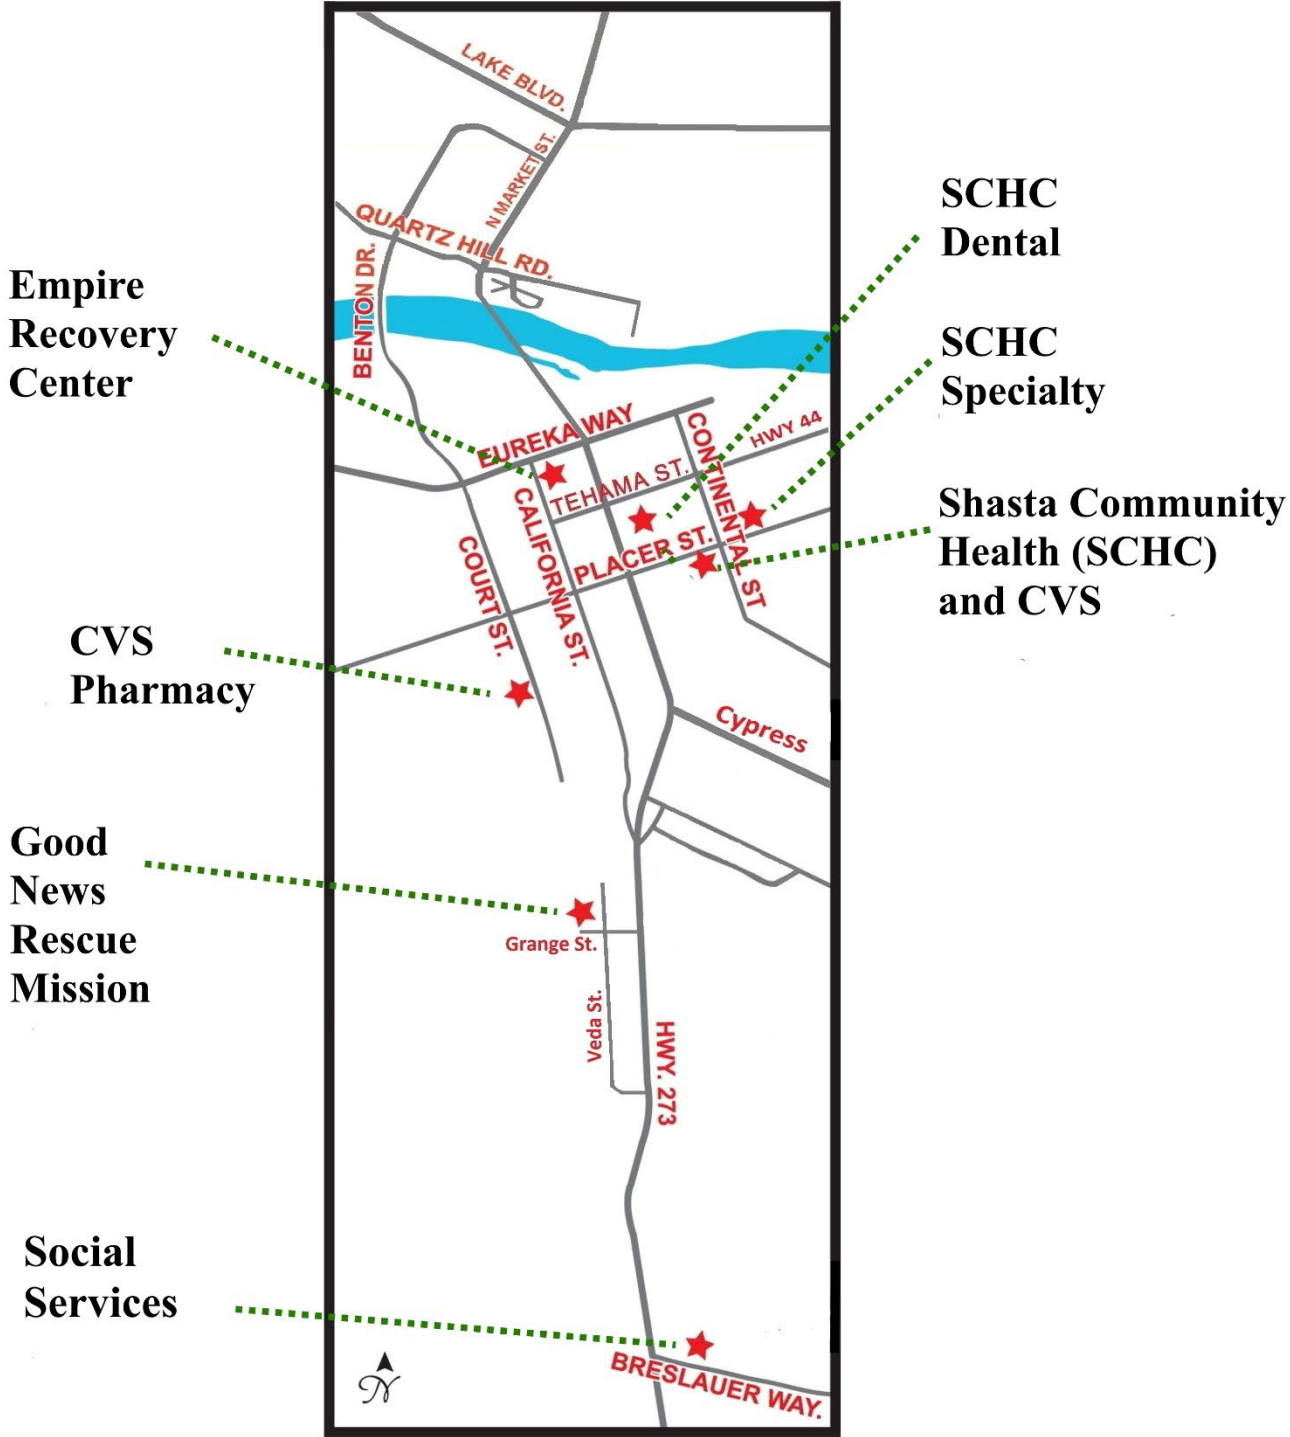 LAKE BLVD.
N MARKET ST.
QUARTZ HILL RD.
BENTON DR.
SCHC
Dental
Empire
Recovery
Center
SCHC
Specialty
EUREKA WAY
CONTINENTAL ST
HWY 44
TEHAMA ST.
CALIFORNIA ST.
COURT ST.
PLACER ST.
Shasta Community
Health (SCHC)
and CVS
CVS
Pharmacy
Cypress
Good
News
Rescue
Mission
Grange St.
Veda St.
HWY. 273
Social
Services
BRESLAUER WAY.
N